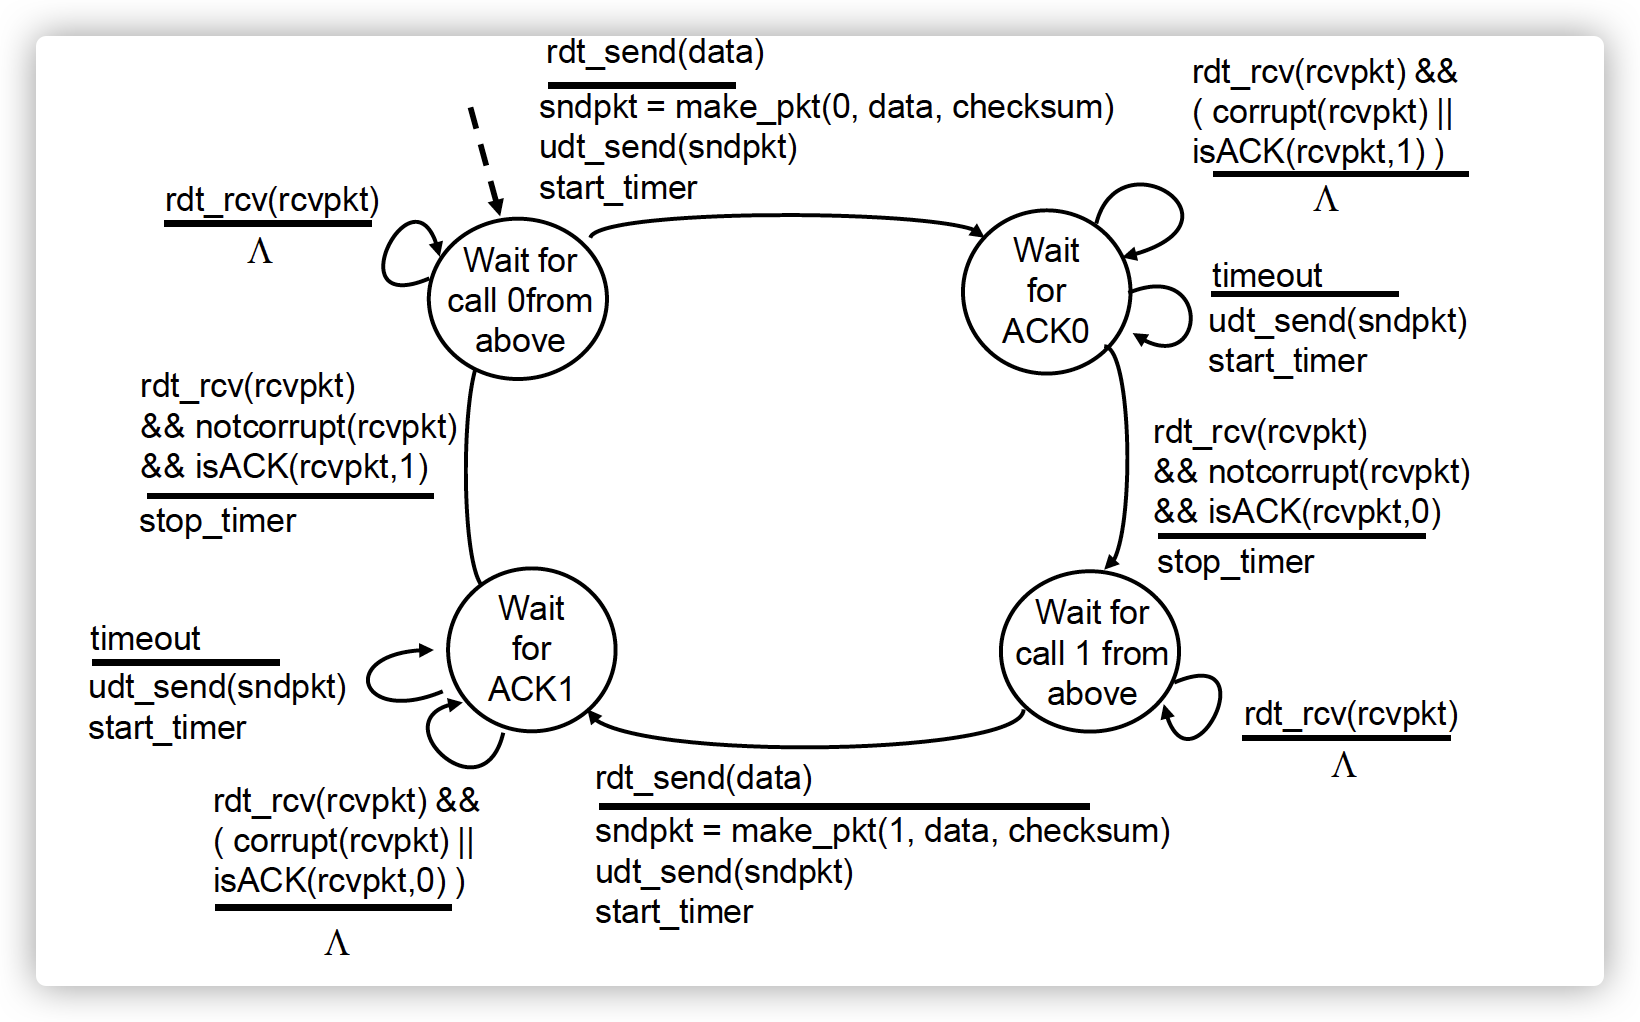 rdt_send(data)
sndpkt = make_pkt(0, data, checksum)
udt_send(sndpkt)
start_timer
rdt_rcv(rcvpkt) &&
( corrupt(rcvpkt) ||
isACK(rcvpkt,1) )
Λ
rdt_rcv(rcvpkt)
Λ
Wait for
call 0from
above
Wait
for
ACK0
timeout
udt_send(sndpkt)
start_timer
rdt_rcv(rcvpkt)
&& notcorrupt(rcvpkt)
&& isACK(rcvpkt,1)
stop_timer
rdt_rcv(rcvpkt)
&& notcorrupt(rcvpkt)
&& isACK(rcvpkt,0)
stop_timer
Wait
for
ACK1
Wait for
call 1 from
above
timeout
udt_send(sndpkt)
start_timer
rdt_rcv(rcvpkt)
Λ
rdt_rcv(rcvpkt) &&
( corrupt(rcvpkt) ||
isACK(rcvpkt,0) )
Λ
rdt_send(data)
sndpkt = make_pkt(1, data, checksum)
udt_send(sndpkt)
start_timer